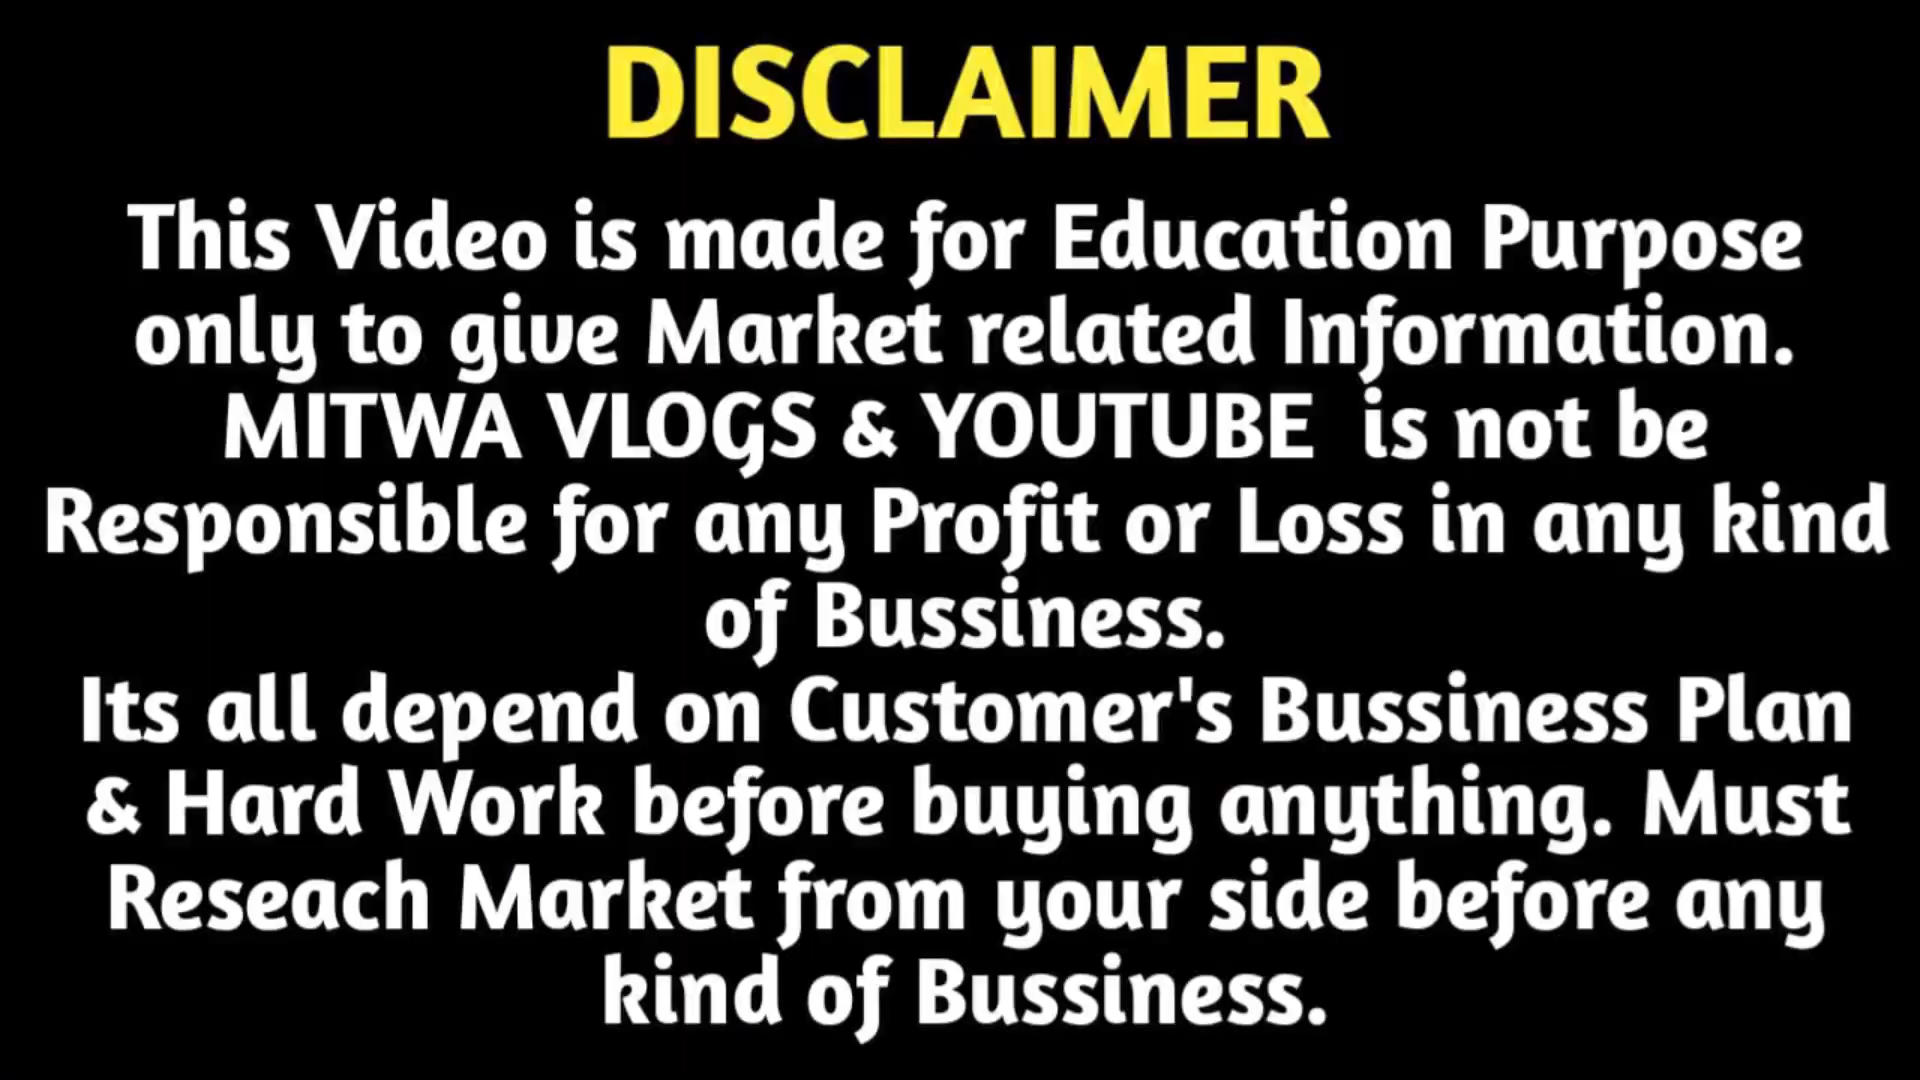 DISCLAIMER
This Video is made for Education Purpose
only to give Market related Information.
MITWA VLOGS & YOUTUBE is not be
Responsible for any Profit or Loss in any kind
of Bussiness.
Its all depend on Customer's Bussiness Plan
& Hard Work before buying anything. Must
Reseach Market from your side before any
kind of Bussiness.